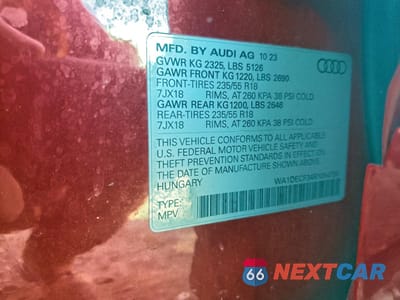 MFD. BY AUDI AG 10 23
GVWR KG 2325, LBS 5126
GAWR FRONT KG1220, LBS 2690
FRONT-TIRES 235/55 R18
7JX18 RIMS, AT 260 KPA 38 PSI COLD.
GAWR REAR KG1200, LBS 2646
REAR-TIRES 235/55 R18
7JX18 RIMS, AT 260 KPA 38 PSI COLD.
THIS VEHICLE CONFORMS TO ALL APPLICABLE
U.S. FEDERAL MOTOR VEHICLE SAFETY AND
THEFT PREVENTION STANDARDS IN EFFECT ON
THE DATE OF MANUFACTURE SHOWN ABOVE.
HUNGARY
TYPE:
MPV
66 NEXTCAR